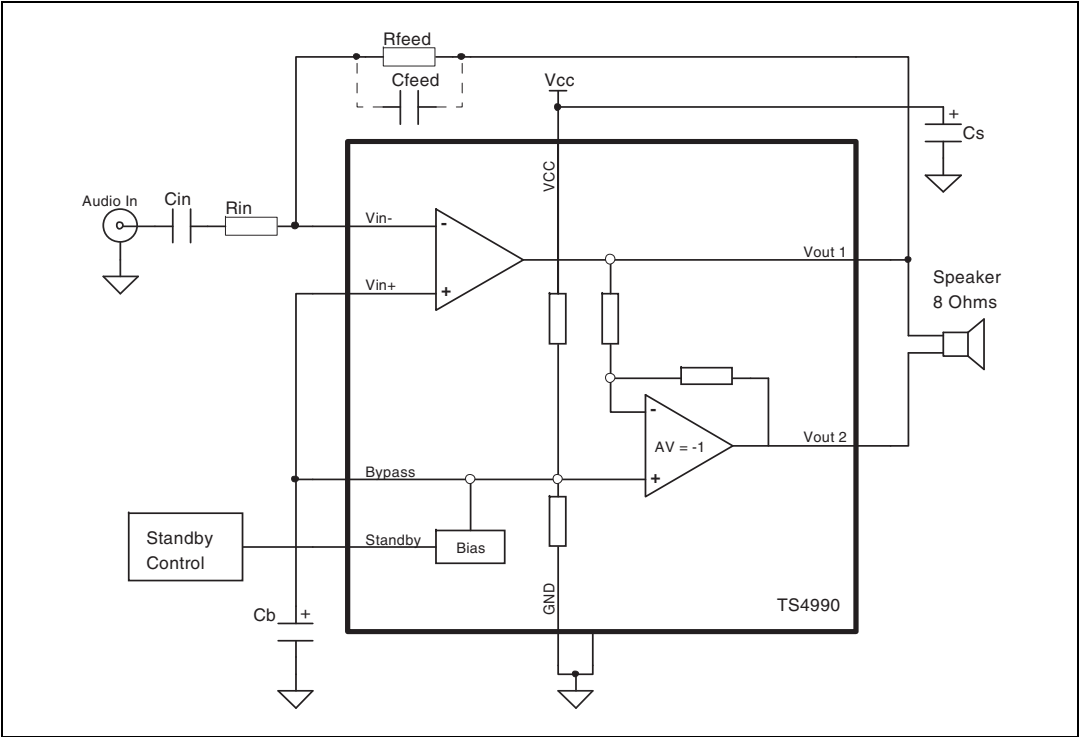 Rfeed
Cfeed
Vcc
+
Cs
VCC
Audio In
Cin
Rin
Vin-
-
Vout 1
Vin+
+
Speaker
8 Ohms
-
AV = -1
Vout 2
Bypass
+
Standby
Control
Standby
Bias
GND
TS4990
Cb
+